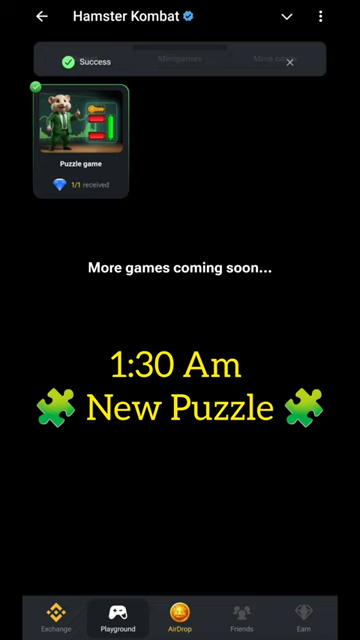 Hamster Kombat
Success
Minigames
Puzzle game
1/1 received
More games coming soon...
1:30 Am
New Puzzle
Exchange
Playground
AirDrop
Friends
Earn